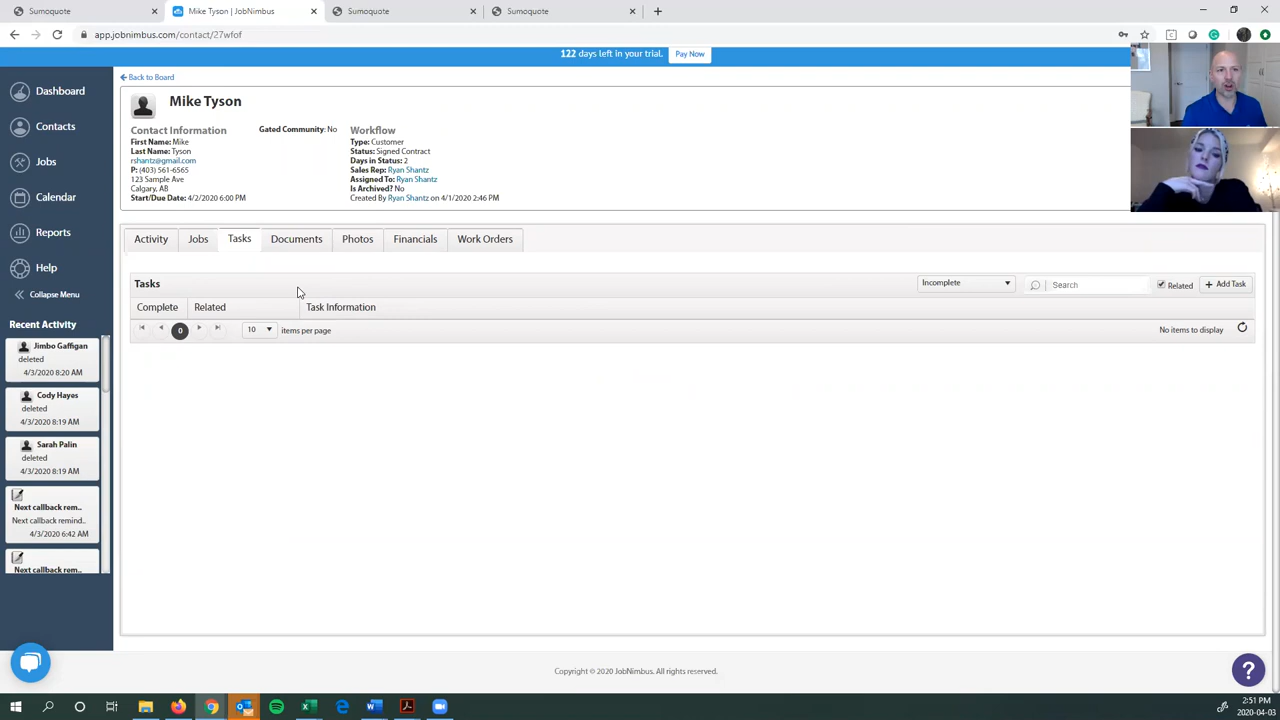 Sumoquote
Mike Tyson | JobNimbus
Sumoquote
Sumoquote
app.jobnimbus.com/contact/27wfof
122 days left in your trial.
Pay Now
Back to Board
Mike Tyson
Contact Information
First Name: Mike
Last Name: Tyson
rshantz@gmail.com
P: (403) 561-6565
123 Sample Ave
Calgary, AB
Start/Due Date: 4/2/2020 6:00 PM
Gated Community: No
Workflow
Type: Customer
Status: Signed Contract
Days in Status: 2
Sales Rep: Ryan Shantz
Assigned To: Ryan Shantz
Is Archived? No
Created By Ryan Shantz on 4/1/2020 2:46 PM
Dashboard
Contacts
Jobs
Calendar
Reports
Help
Collapse Menu
Recent Activity
Jimbo Gaffigan
deleted
4/3/2020 8:20 AM
Cody Hayes
deleted
4/3/2020 8:19 AM
Sarah Palin
deleted
4/3/2020 8:19 AM
Next callback rem..
Next callback remind..
4/3/2020 6:42 AM
Next callback rem..
Activity
Jobs
Tasks
Documents
Photos
Financials
Work Orders
Tasks
Incomplete
Search
Related
+ Add Task
Complete
Related
Task Information
0
10
items per page
No items to display
Copyright © 2020 JobNimbus. All rights reserved.
?
2:51 PM
2020-04-03